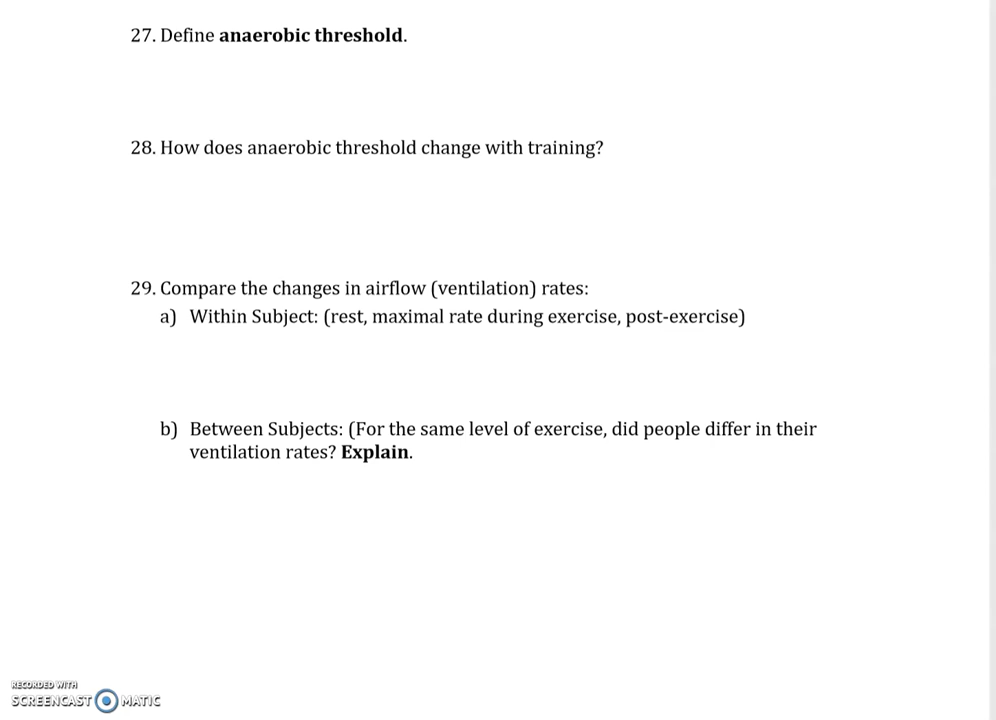 27. Define anaerobic threshold.
28. How does anaerobic threshold change with training?
29. Compare the changes in airflow (ventilation) rates:
a) Within Subject: (rest, maximal rate during exercise, post-exercise)
b) Between Subjects: (For the same level of exercise, did people differ in their
ventilation rates? Explain.
RECORDED WITH
SCREENCAST MATIC